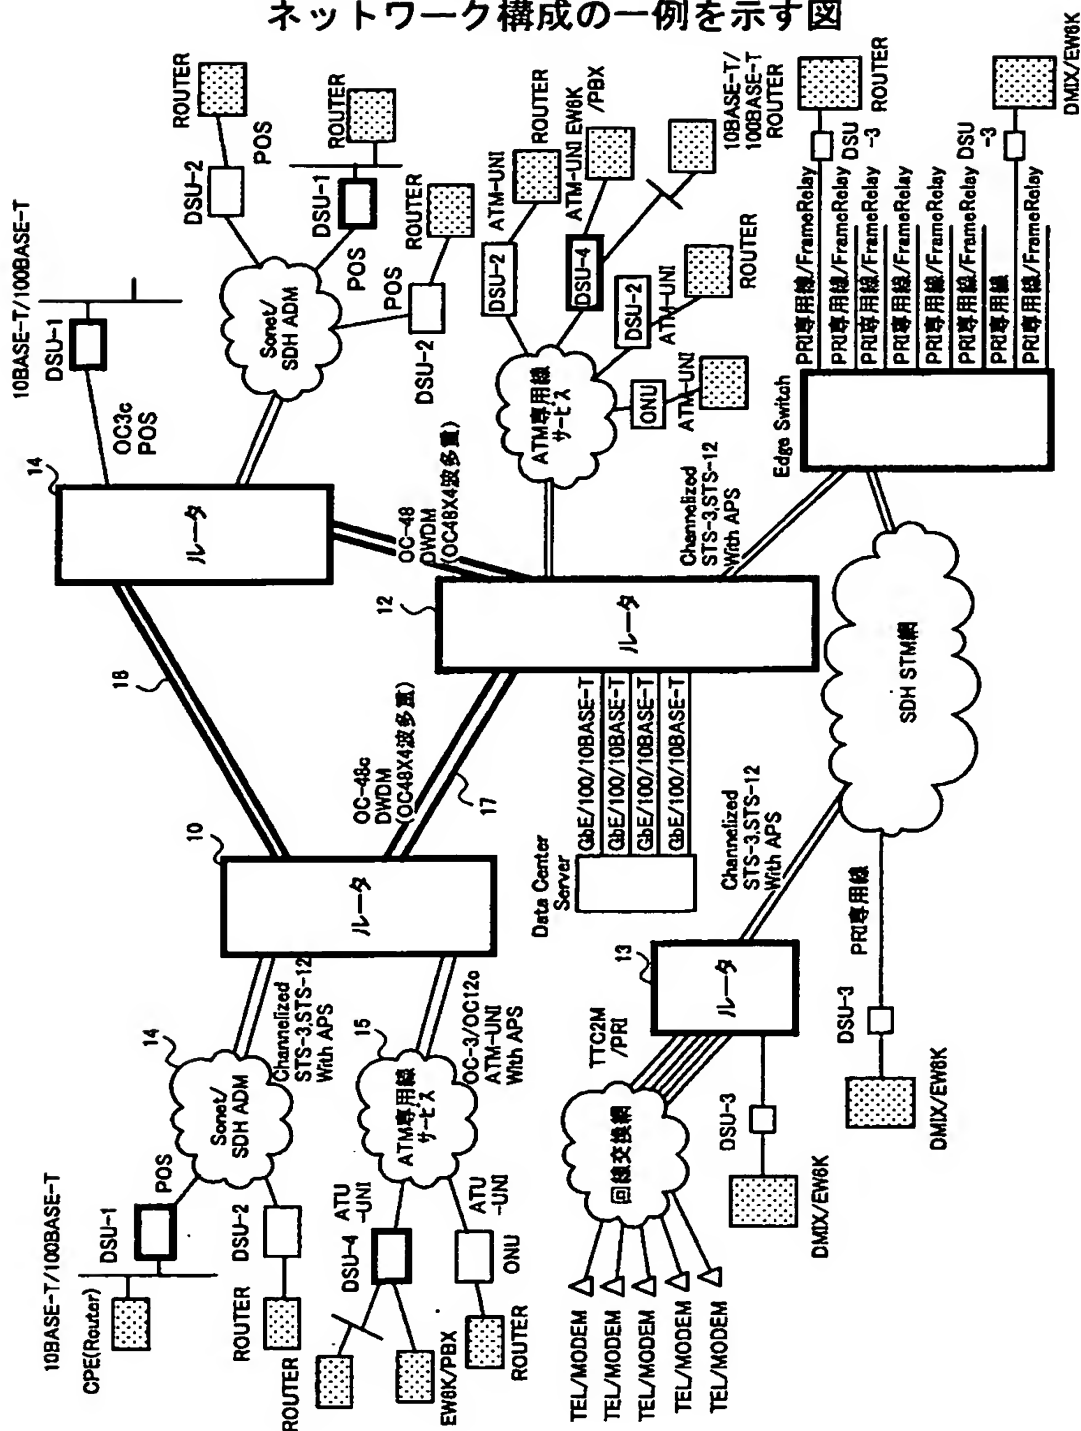 ネットワーク構成の一例を示す図
10BASE-T/100BASE-T
CPE(Router)
DSU-1
POS
ROUTER
DSU-2
14
Sonet/
SDH ADM
Channelized
STS-3,STS-12
With APS
ROUTER
DSU-4
ATU
-UNI
EW8K/PBX
ROUTER
ONU
ATU
-UNI
15
ATM専用線
サービス
OC-3/OC12c
ATM-UNI
With APS
10
ルータ
18
OC-48c
DWDM
(OC48X4波多重)
17
14
ルータ
OC3c
POS
DSU-1
10BASE-T/100BASE-T
Sonet/
SDH ADM
DSU-2
POS
ROUTER
DSU-1
POS
ROUTER
DSU-2
POS
ROUTER
OC-48
DWDM
(OC48X4波多重)
12
ルータ
ATM専用線
サービス
DSU-2
ATM-UNI
ROUTER
DSU-4
ATM-UNI
EW8K
/PBX
10BASE-T/
100BASE-T
ROUTER
DSU-2
ATM-UNI
ROUTER
ONU
ATM-UNI
Data Center
Server
GbE/100/10BASE-T
GbE/100/10BASE-T
GbE/100/10BASE-T
GbE/100/10BASE-T
Channelized
STS-3,STS-12
With APS
Edge Switch
PRI専用線/FrameRelay
PRI専用線/FrameRelay
PRI専用線/FrameRelay
PRI専用線/FrameRelay
PRI専用線/FrameRelay
PRI専用線/FrameRelay
PRI専用線
PRI専用線/FrameRelay
DSU
-3
ROUTER
DSU
-3
DMIX/EW8K
TEL/MODEM
TEL/MODEM
TEL/MODEM
TEL/MODEM
TEL/MODEM
回線交換網
TTC2M
/PRI
13
ルータ
Channelized
STS-3,STS-12
With APS
DSU-3
DMIX/EW8K
SDH STM網
PRI専用線
DSU-3
DMIX/EW8K